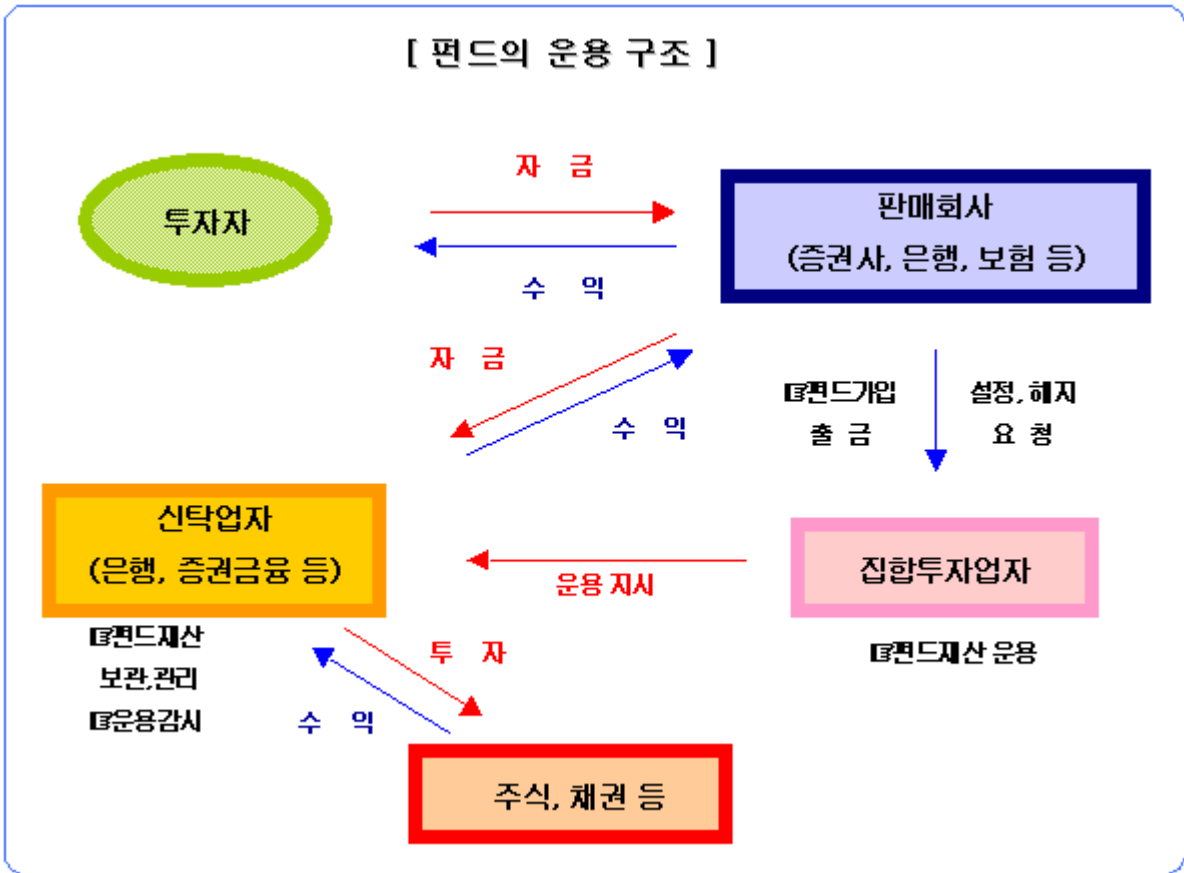 [ 펀드의 운용 구조 ]
자 금
투자자
판매회사
(증권사, 은행, 보험 등)
수 익
자 금
수 익
☞펀드가입
출 금
설정, 해지
요 청
신탁업자
(은행, 증권금융 등)
운용 지시
집합투자업자
☞펀드재산
보관,관리
☞운용감시
투 자
수 익
☞펀드재산 운용
주식, 채권 등